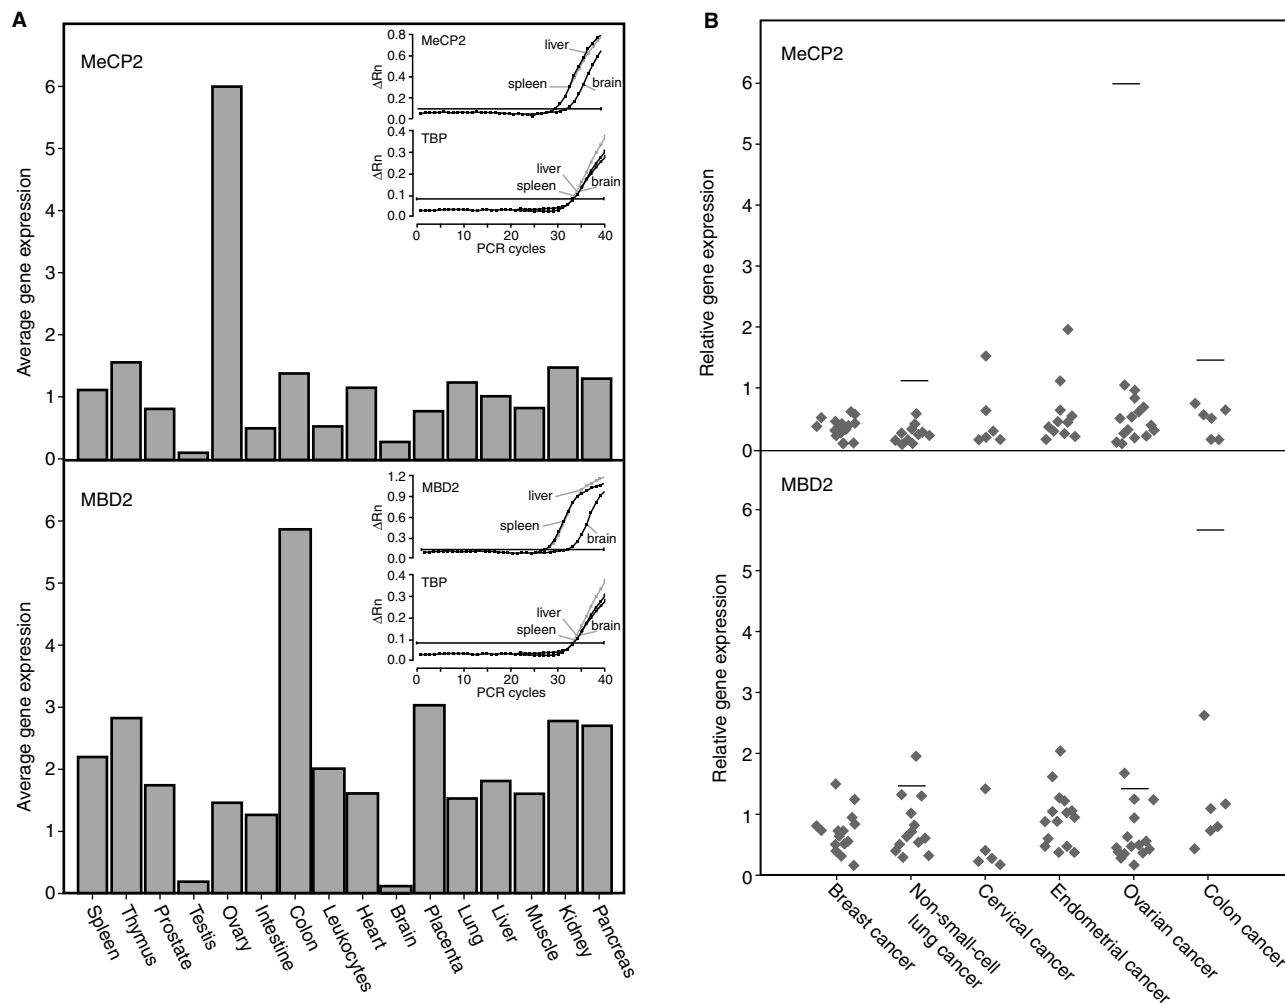 A
MeCP2
Average gene expression
6
5
4
3
2
1
0
MeCP2
ΔRn
0.8
0.6
0.4
0.2
0.0
liver
spleen
brain
TBP
ΔRn
0.4
0.3
0.2
0.1
0.0
liver
spleen
brain
0 10 20 30 40
PCR cycles
MBD2
Average gene expression
6
5
4
3
2
1
0
MBD2
ΔRn
1.2
0.9
0.6
0.3
0.0
liver
spleen
brain
TBP
ΔRn
0.4
0.3
0.2
0.1
0.0
liver
spleen
brain
0 10 20 30 40
PCR cycles
Spleen
Thymus
Prostate
Testis
Ovary
Intestine
Colon
Leukocytes
Heart
Brain
Placenta
Lung
Liver
Muscle
Kidney
Pancreas
B
MeCP2
Relative gene expression
6
5
4
3
2
1
0
MBD2
Relative gene expression
6
5
4
3
2
1
0
Breast cancer
Non-small-cell
lung cancer
Cervical cancer
Endometrial cancer
Ovarian cancer
Colon cancer